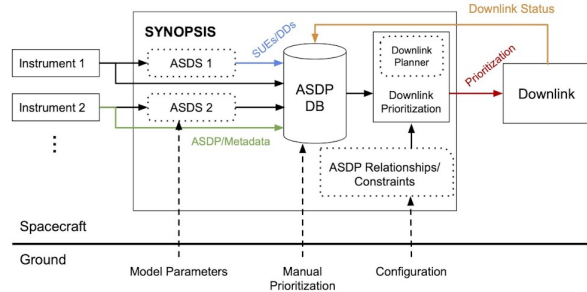 Downlink Status
SYNOPSIS
SUEs/DDs
Instrument 1
ASDS 1
Instrument 2
ASDS 2
ASDP/Metadata
ASDP
DB
Downlink
Planner
Downlink
Prioritization
Prioritization
Downlink
ASDP Relationships/
Constraints
Spacecraft
Ground
Model Parameters
Manual
Prioritization
Configuration